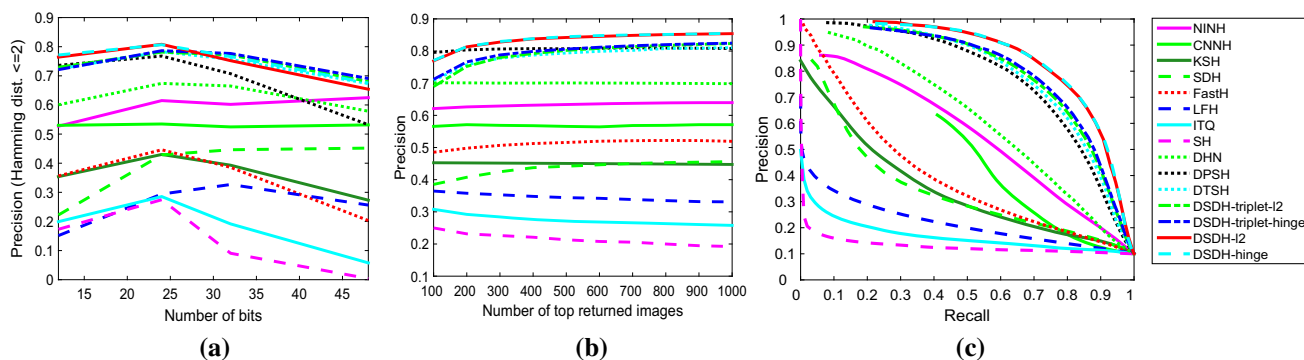 Precision (Hamming dist. <=2)
0.9
0.8
0.7
0.6
0.5
0.4
0.3
0.2
0.1
0
15 20 25 30 35 40 45
Number of bits
(a)
Precision
0.9
0.8
0.7
0.6
0.5
0.4
0.3
0.2
0.1
100 200 300 400 500 600 700 800 900 1000
Number of top returned images
(b)
Precision
1
0.9
0.8
0.7
0.6
0.5
0.4
0.3
0.2
0.1
0
0 0.1 0.2 0.3 0.4 0.5 0.6 0.7 0.8 0.9 1
Recall
(c)
NINH
CNNH
KSH
SDH
FastH
LFH
ITQ
SH
DHN
DPSH
DTSH
DSDH-triplet-l2
DSDH-triplet-hinge
DSDH-l2
DSDH-hinge